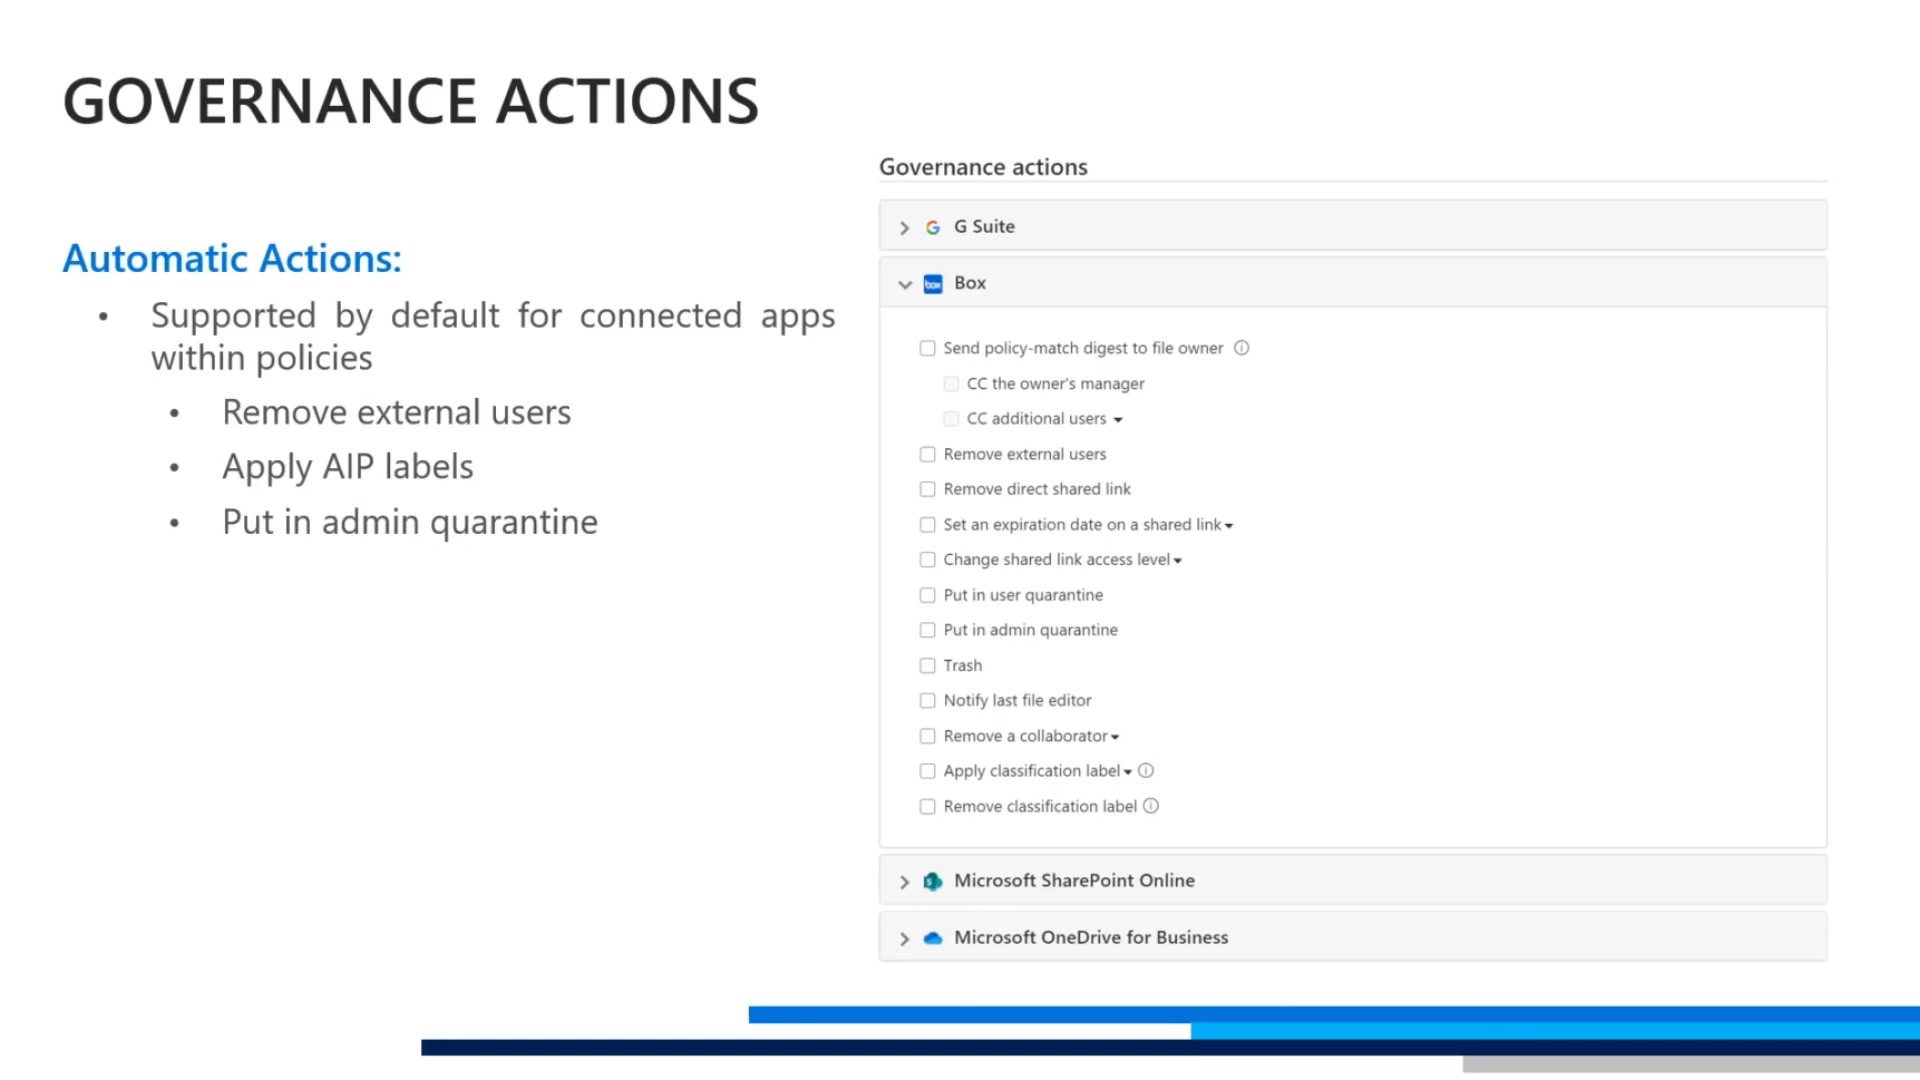 GOVERNANCE ACTIONS
Automatic Actions:
• Supported by default for connected apps
within policies
• Remove external users
• Apply AIP labels
• Put in admin quarantine
Governance actions
G Suite
box Box
Send policy-match digest to file owner
CC the owner's manager
CC additional users
Remove external users
Remove direct shared link
Set an expiration date on a shared link
Change shared link access level
Put in user quarantine
Put in admin quarantine
Trash
Notify last file editor
Remove a collaborator
Apply classification label
Remove classification label
Microsoft SharePoint Online
Microsoft OneDrive for Business